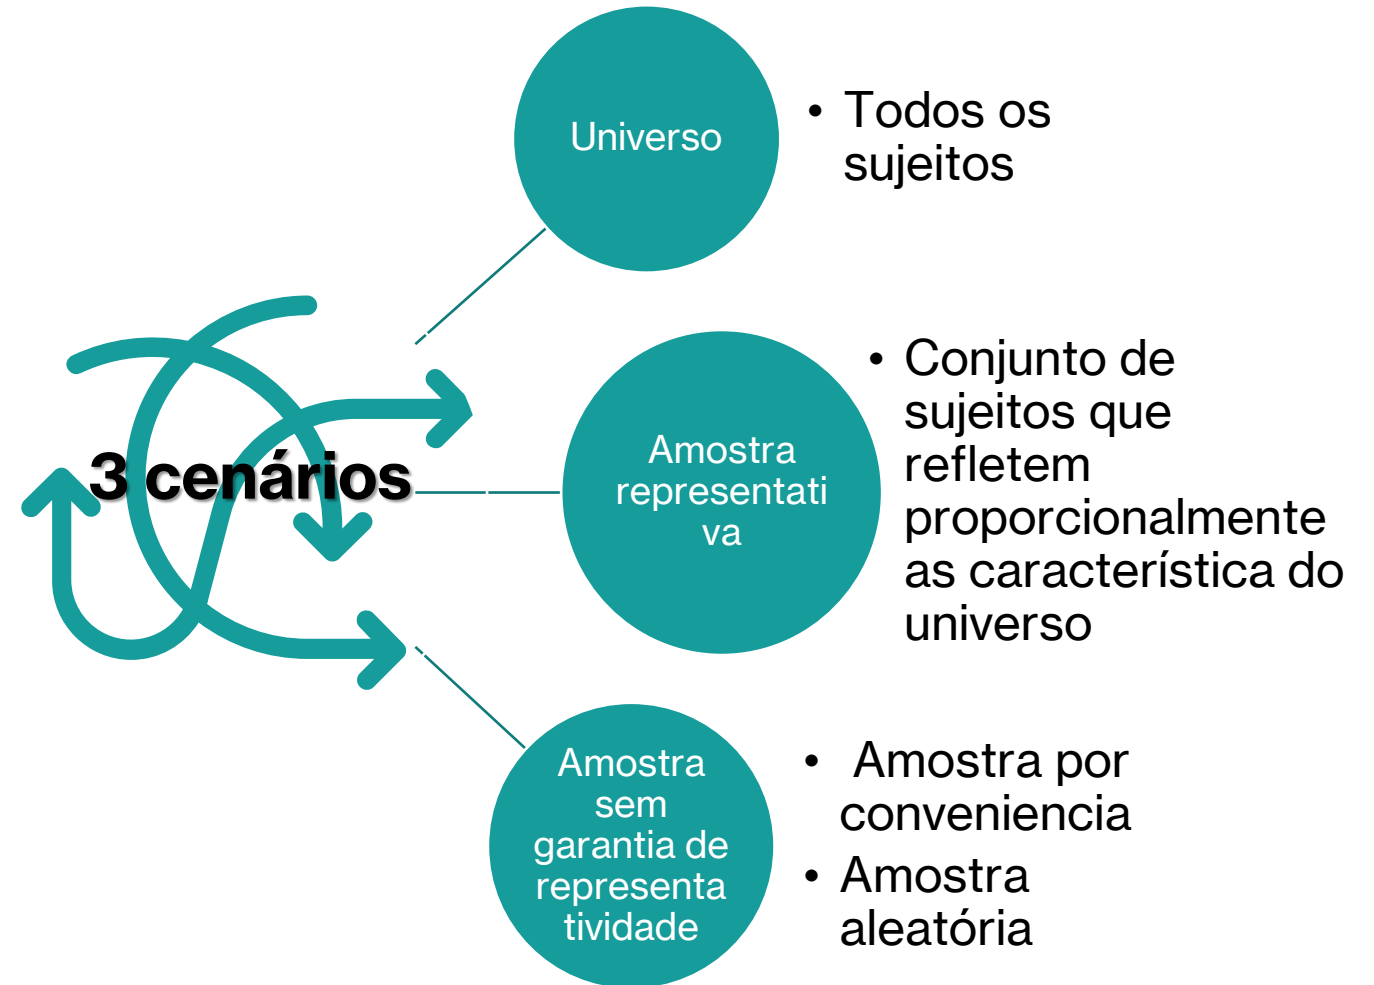 Universo
• Todos os
sujeitos
3 cenários
Amostra
representati
va
• Conjunto de
sujeitos que
refletem
proporcionalmente
as característica do
universo
Amostra
sem
garantia de
representa
tividade
• Amostra por
conveniencia
• Amostra
aleatória